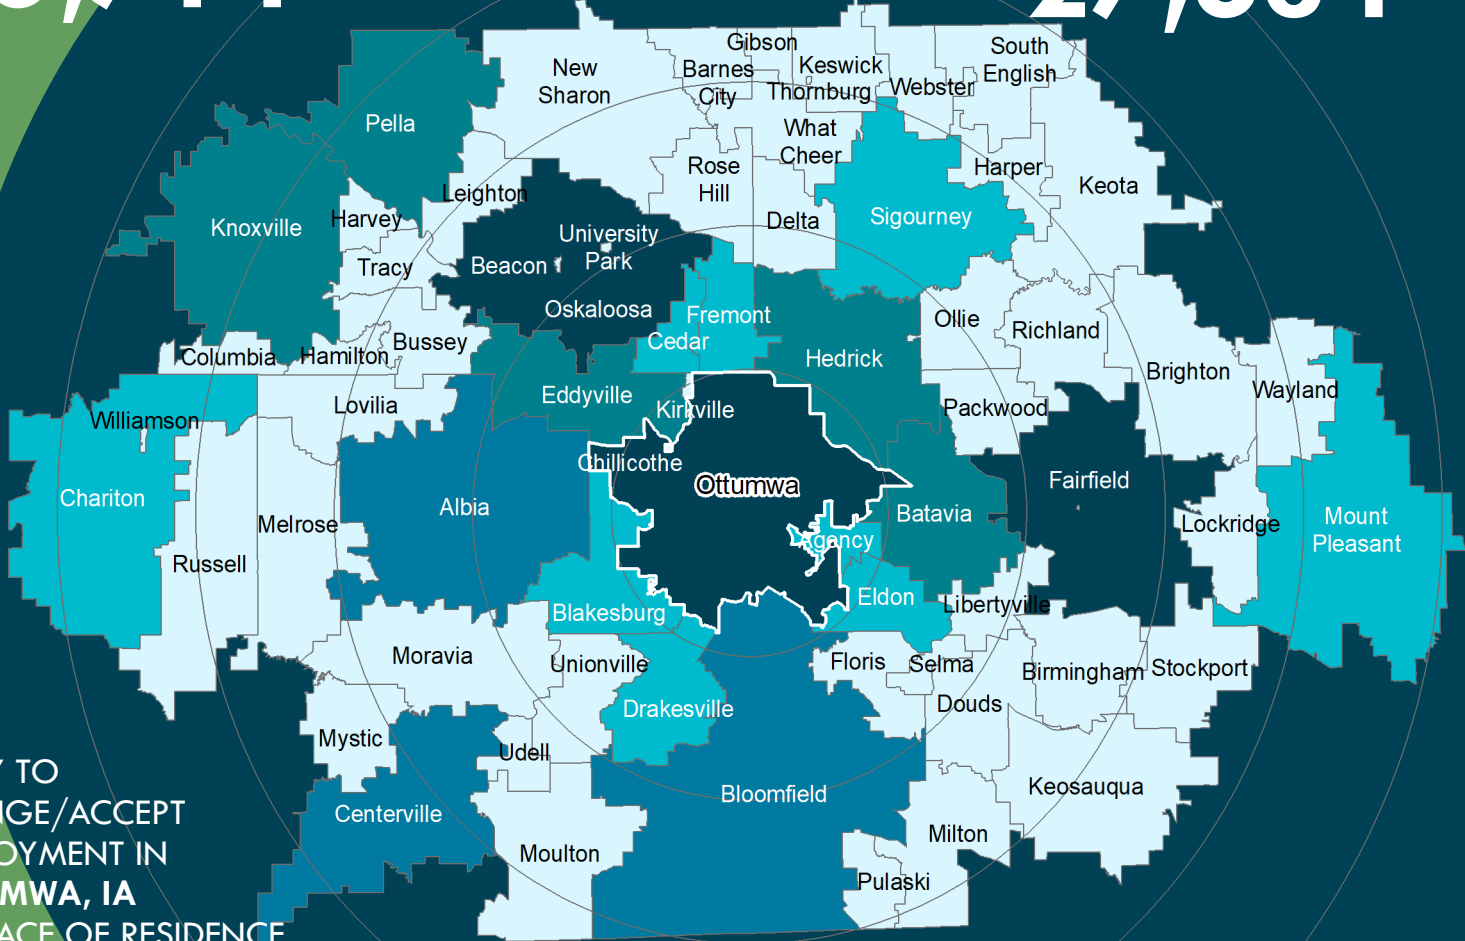 Gibson
South
English
New
Sharon
Barnes
City
Keswick
Thornburg
Webster
Pella
What
Cheer
Rose
Hill
Harper
Keota
Leighton
Harvey
Knoxville
Delta
Sigourney
University
Park
Tracy
Beacon
Oskaloosa
Fremont
Ollie
Richland
Cedar
Bussey
Columbia
Hamilton
Hedrick
Brighton
Wayland
Eddyville
Lovilia
Kirkville
Packwood
Williamson
Chillicothe
Ottumwa
Fairfield
Chariton
Albia
Batavia
Melrose
Lockridge
Mount
Pleasant
Agency
Russell
Eldon
Blakesburg
Libertyville
Moravia
Unionville
Floris
Selma
Birmingham
Stockport
Drakesville
Douds
Mystic
Udell
Keosauqua
Bloomfield
Centerville
Milton
Moulton
Pulaski
Y TO
NGE/ACCEPT
OYMENT IN
MWA, IA
ACE OF RESIDENCE